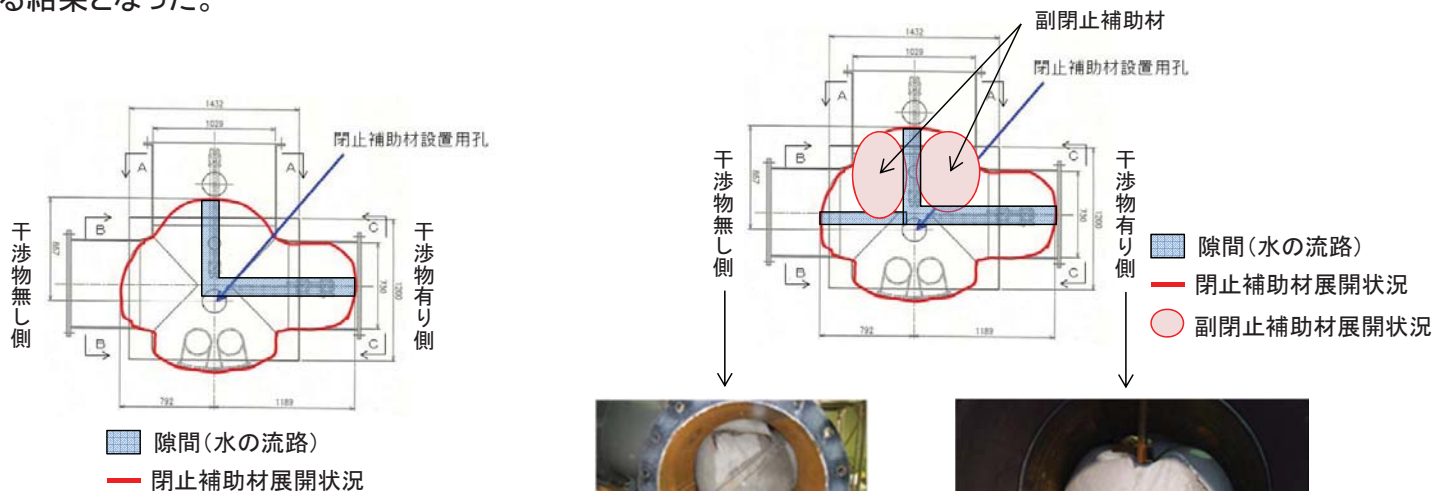 る結果となった。
1432
1029
閉止補助材設置用孔
A
A
B
C
887
730
1200
干渉物無し側
干渉物有り側
B
C
792
1189
隙間(水の流路)
閉止補助材展開状況
副閉止補助材
1432
1029
閉止補助材設置用孔
A
A
B
C
730
1200
干渉物無し側
干渉物有り側
B
C
792
1189
隙間(水の流路)
閉止補助材展開状況
副閉止補助材展開状況